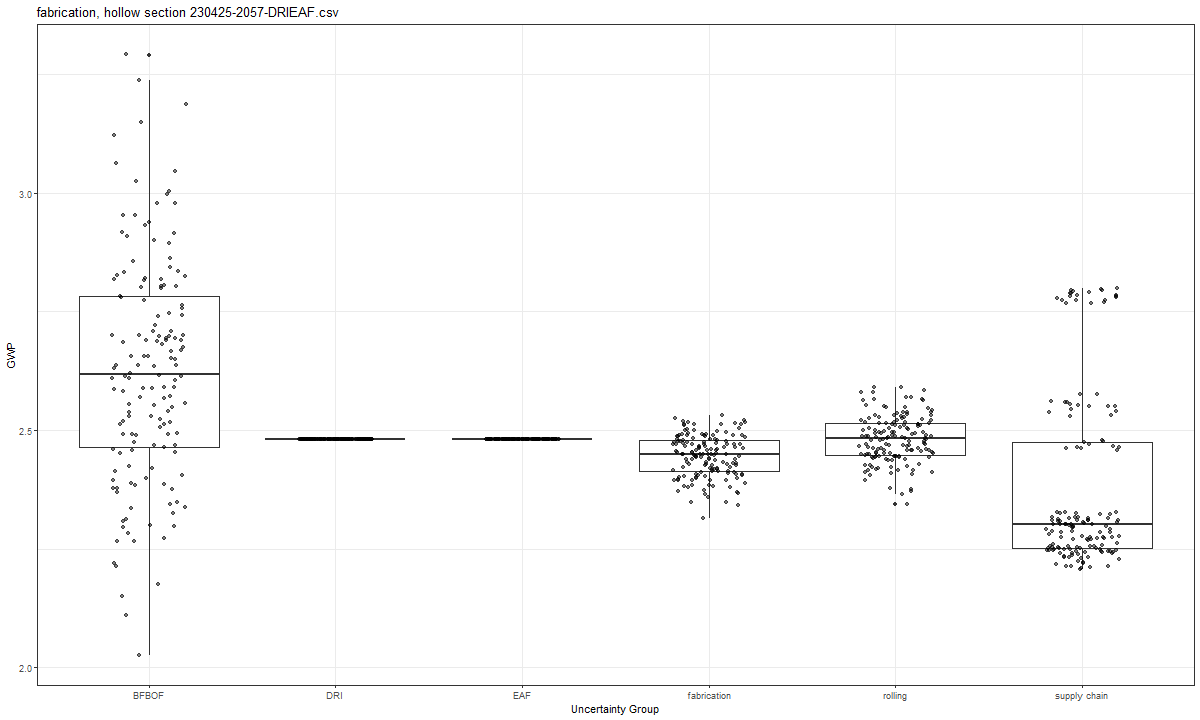 fabrication, hollow section 230425-2057-DRIEAF.csv
GWP
3.0
2.5
2.0
BFBOF DRI EAF fabrication rolling supply chain
Uncertainty Group